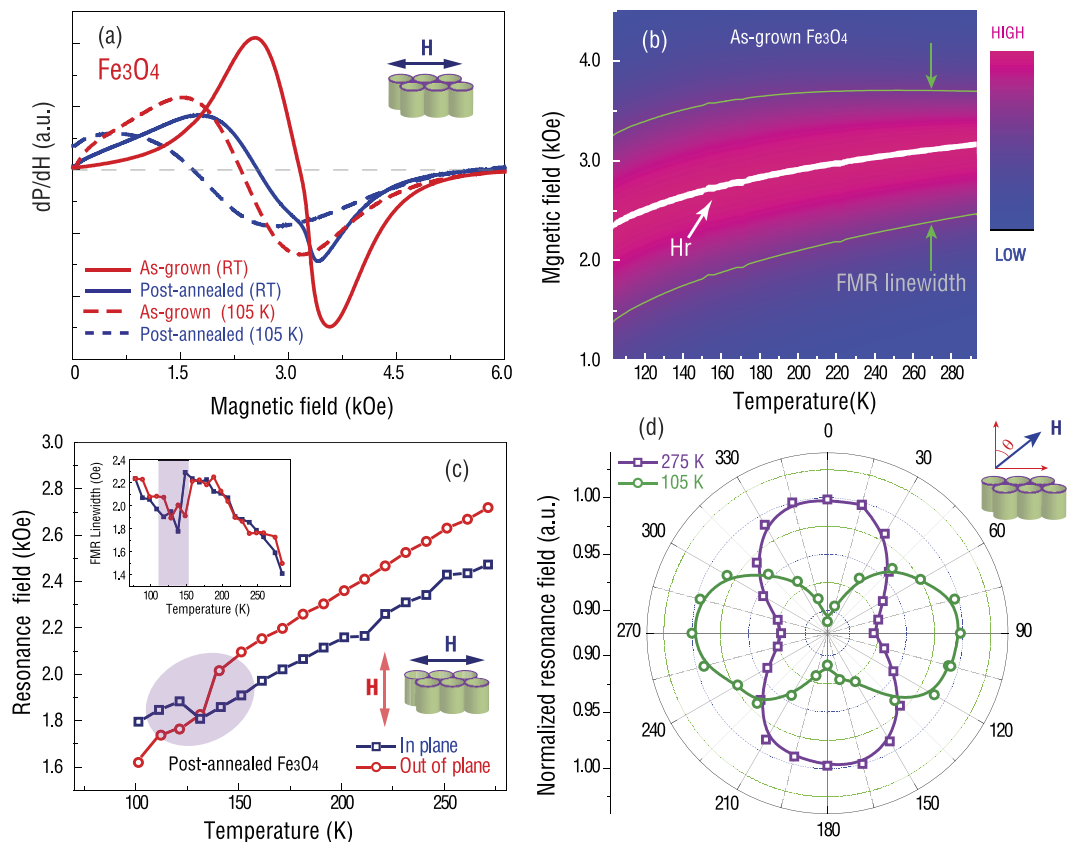 (a)
Fe3O4
H
dP/dH (a.u.)
As-grown (RT)
Post-annealed (RT)
As-grown (105 K)
Post-annealed (105 K)
0 1.5 3.0 4.5 6.0
Magnetic field (kOe)
(b)
As-grown Fe3O4
HIGH
LOW
4.0
3.0
2.0
1.0
Mgnetic field (kOe)
Hr
FMR linewidth
120 140 160 180 200 220 240 260 280
Temperature(K)
(c)
3.0
2.8
2.6
2.4
2.2
2.0
1.8
1.6
Resonance field (kOe)
2,4
2,2
2,0
1,8
1,6
1,4
FMR Linewidth (Oe)
100 150 200 250
Temperature (K)
H
H
In plane
Out of plane
Post-annealed Fe3O4
100 150 200 250
Temperature (K)
(d)
275 K
105 K
H
θ
1.00
0.95
0.90
0.90
0.95
1.00
Normalized resonance field (a.u.)
0
30
60
90
120
150
180
210
240
270
300
330